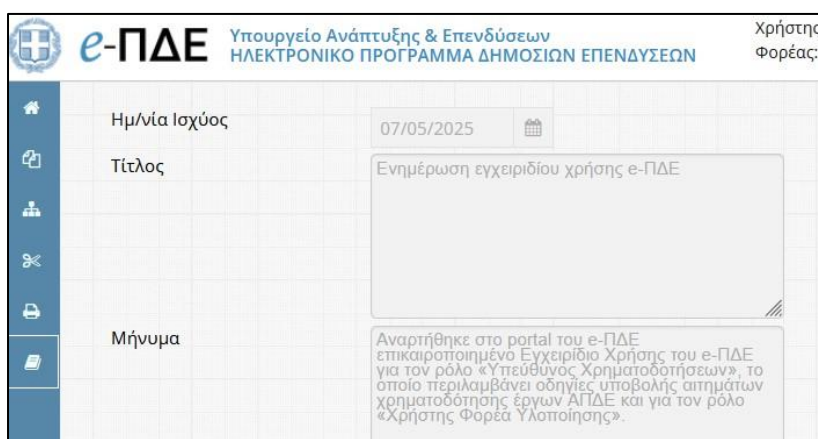 e-ΠΔΕ
Υπουργείο Ανάπτυξης & Επενδύσεων
ΗΛΕΚΤΡΟΝΙΚΟ ΠΡΟΓΡΑΜΜΑ ΔΗΜΟΣΙΩΝ ΕΠΕΝΔΥΣΕΩΝ
Χρήστης
Φορέας:
Ημ/νία Ισχύος
07/05/2025
Τίτλος
Ενημέρωση εγχειριδίου χρήσης e-ΠΔΕ
Μήνυμα
Αναρτήθηκε στο portal του e-ΠΔΕ
επικαιροποιημένο Εγχειρίδιο Χρήσης του e-ΠΔΕ
για τον ρόλο «Υπεύθυνος Χρηματοδοτήσεων», το
οποίο περιλαμβάνει οδηγίες υποβολής αιτημάτων
χρηματοδότησης έργων ΑΠΔΕ και για τον ρόλο
«Χρήστης Φορέα Υλοποίησης».